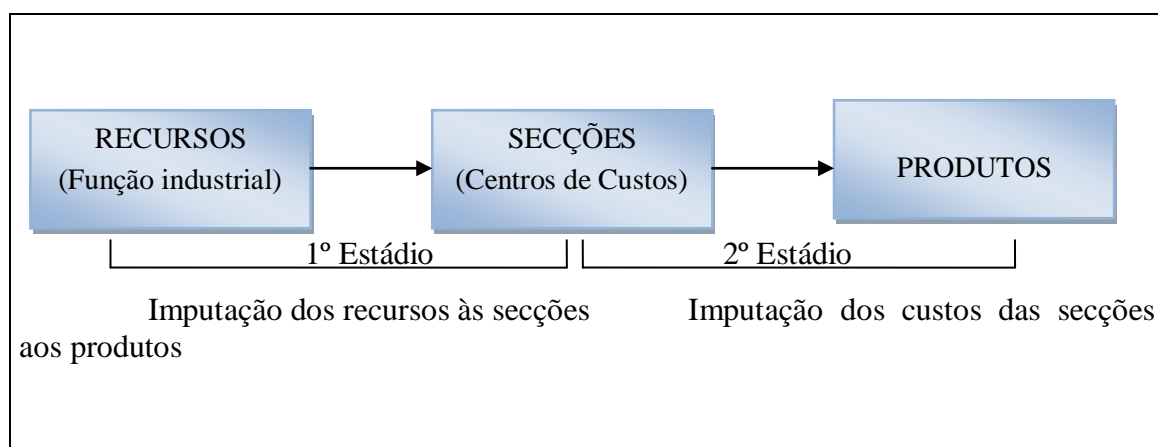 RECURSOS
(Função industrial)
SECÇÕES
(Centros de Custos)
PRODUTOS
1º Estádio
2º Estádio
Imputação dos recursos às secções Imputação dos custos das secções
aos produtos